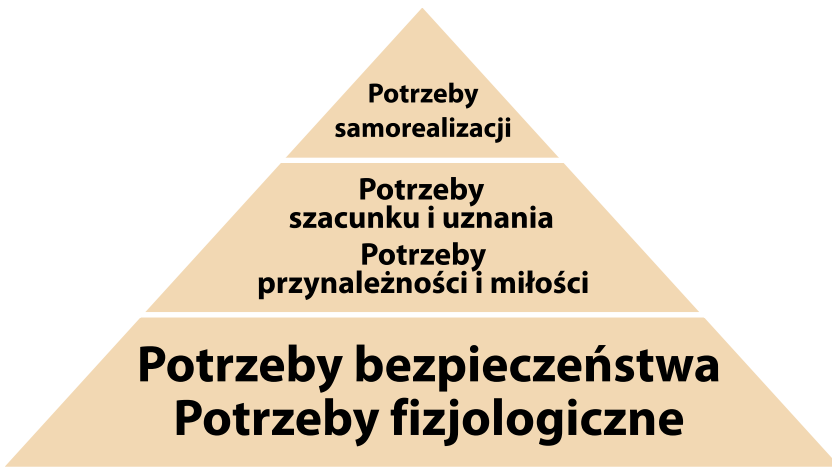 Potrzeby
samorealizacji
Potrzeby
szacunku i uznania
Potrzeby
przynależności i miłości
Potrzeby bezpieczeństwa
Potrzeby fizjologiczne